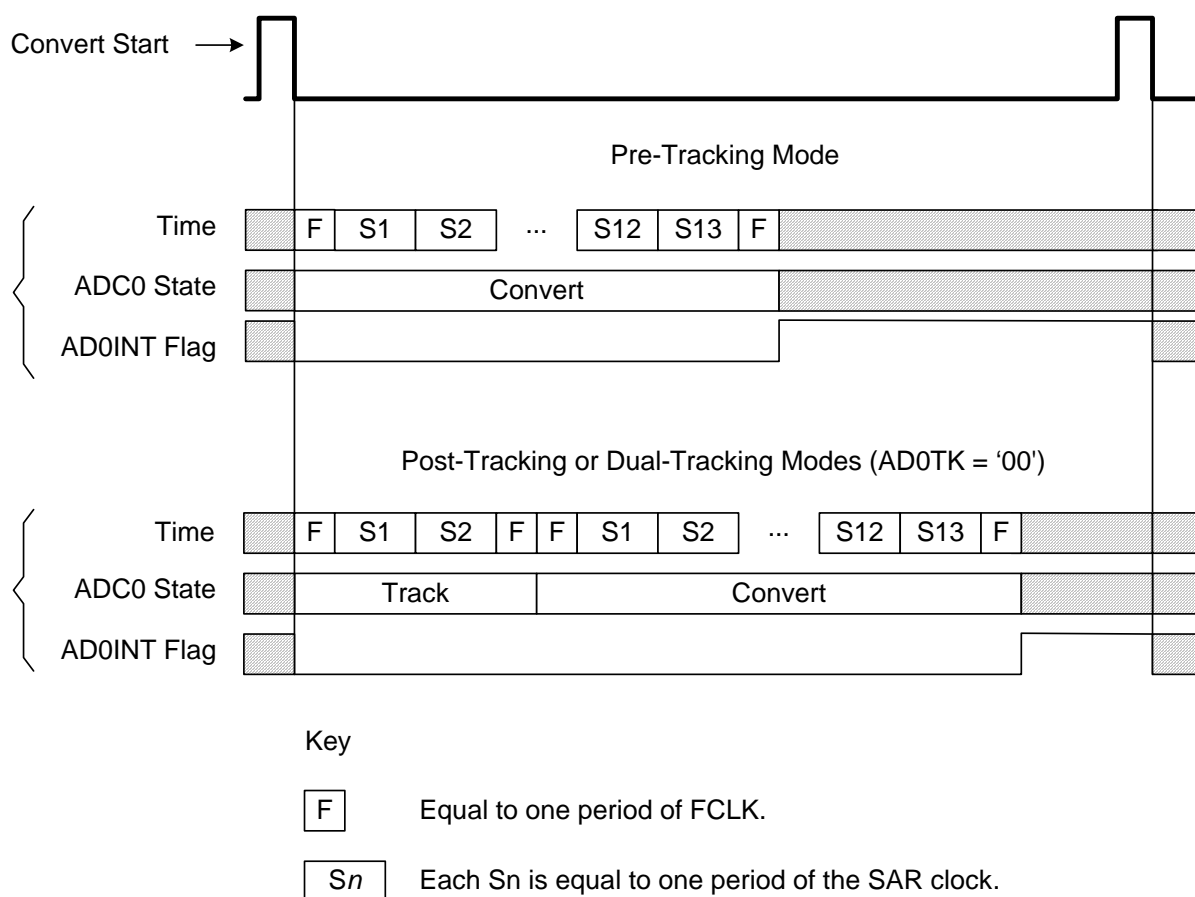 Convert Start
Pre-Tracking Mode
Time F S1 S2 ... S12 S13 F
ADC0 State Convert
AD0INT Flag
Post-Tracking or Dual-Tracking Modes (AD0TK = ‘00')
Time F S1 S2 F F S1 S2 ... S12 S13 F
ADC0 State Track Convert
AD0INT Flag
Key
F Equal to one period of FCLK.
Sn Each Sn is equal to one period of the SAR clock.